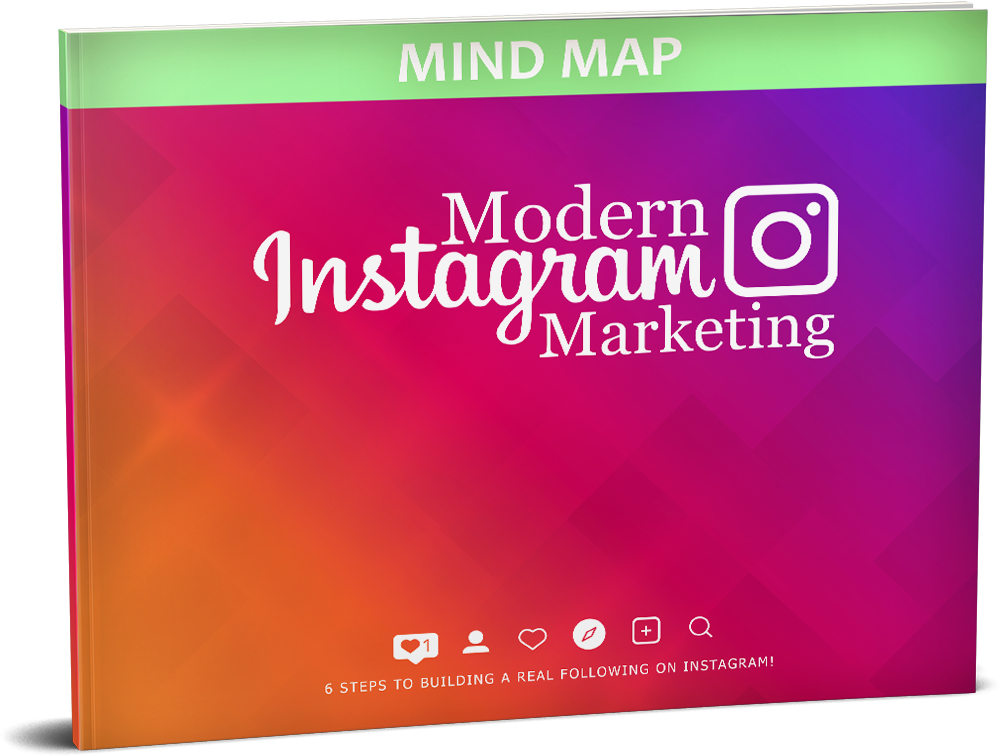 MIND MAP
Modern
Instagram
Marketing
1
6 STEPS TO BUILDING A REAL FOLLOWING ON INSTAGRAM!